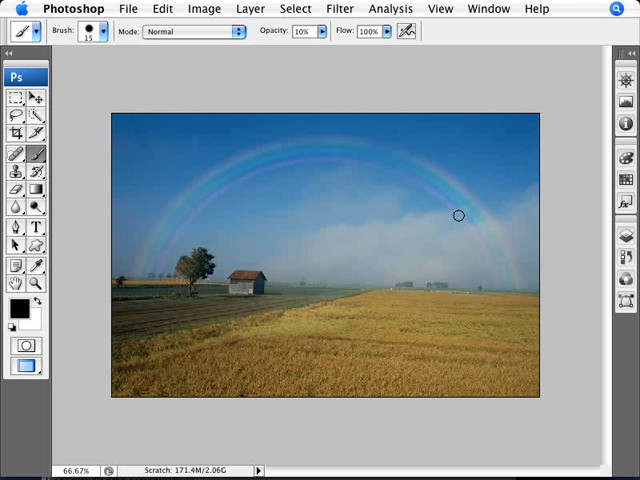 Photoshop File Edit Image Layer Select Filter Analysis View Window Help
Brush: 15 Mode: Normal Opacity: 10% Flow: 100%
Ps
T
66.67% Scratch: 171.4M/2.06G